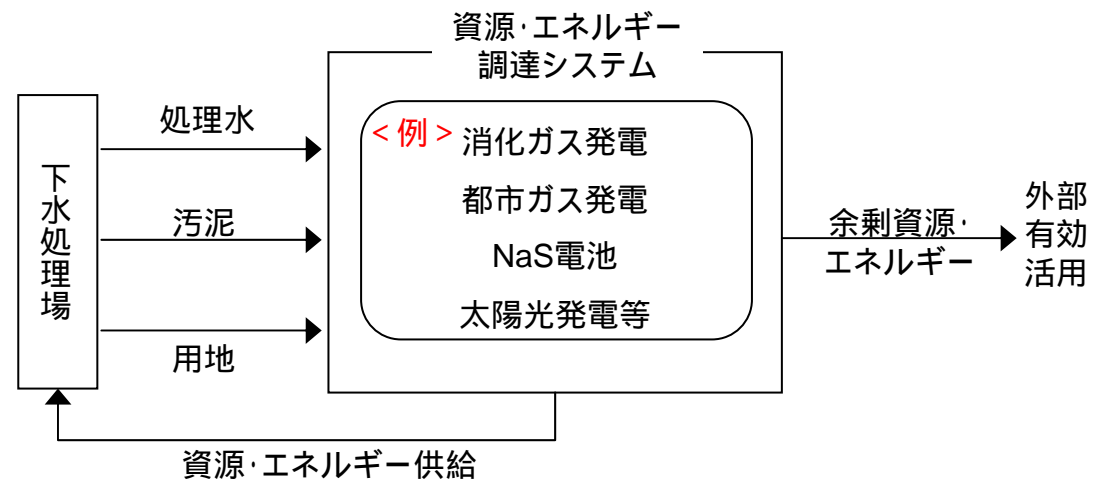 資源・エネルギー
調達システム
下水処理場
処理水
汚泥
用地
<例>
消化ガス発電
都市ガス発電
NaS電池
太陽光発電等
余剰資源・
エネルギー
外部
有効
活用
資源・エネルギー供給